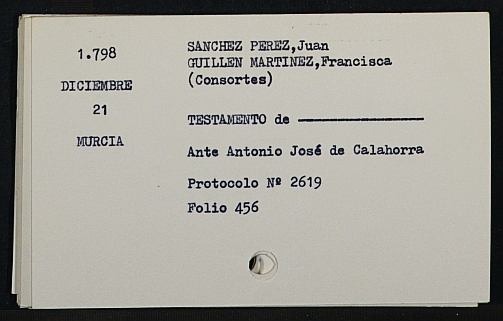 1.798
DICIEMBRE
21
MURCIA
SANCHEZ PEREZ,Juan
GUILLEN MARTINEZ,Francisca
(Consortes)
TESTAMENTO de ——————————
Ante Antonio José de Calahorra
Protocolo Nº 2619
Folio 456